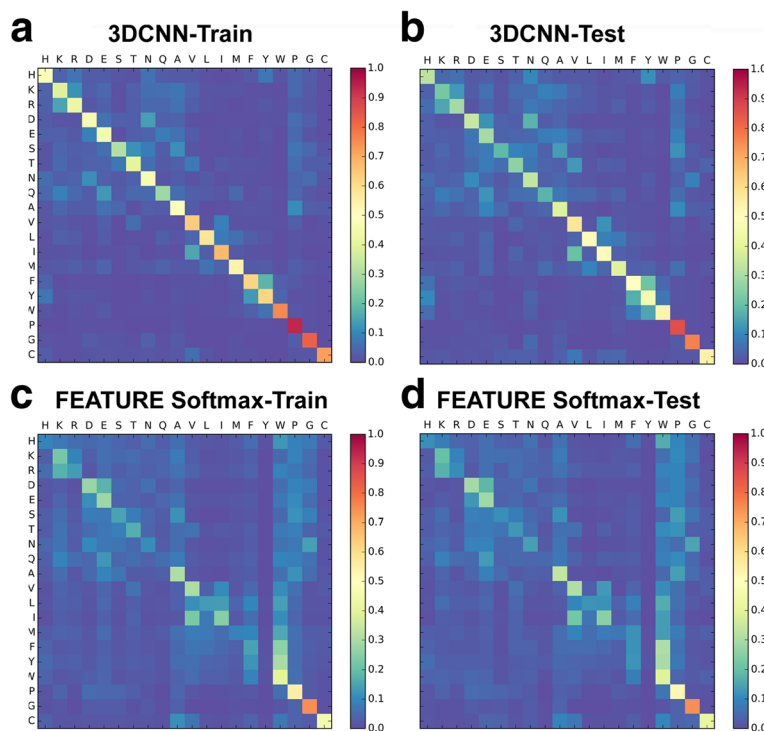 a 3DCNN-Train
H K R D E S T N Q A V L I M F Y W P G C
H
K
R
D
E
S
T
N
Q
A
V
L
I
M
F
Y
W
P
G
C
1.0
0.9
0.8
0.7
0.6
0.5
0.4
0.3
0.2
0.1
0.0
b 3DCNN-Test
H K R D E S T N Q A V L I M F Y W P G C
1.0
0.9
0.8
0.7
0.6
0.5
0.4
0.3
0.2
0.1
0.0
c FEATURE Softmax-Train
H K R D E S T N Q A V L I M F Y W P G C
H
K
R
D
E
S
T
N
Q
A
V
L
I
M
F
Y
W
P
G
C
1.0
0.9
0.8
0.7
0.6
0.5
0.4
0.3
0.2
0.1
0.0
d FEATURE Softmax-Test
H K R D E S T N Q A V L I M F Y W P G C
1.0
0.9
0.8
0.7
0.6
0.5
0.4
0.3
0.2
0.1
0.0